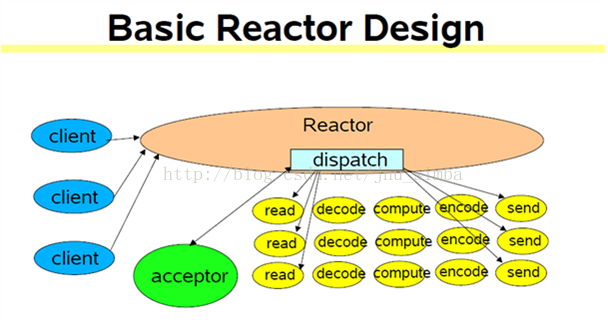 Basic Reactor Design
client
client
client
Reactor
dispatch
acceptor
read decode compute encode send
read decode compute encode send
read decode compute encode send